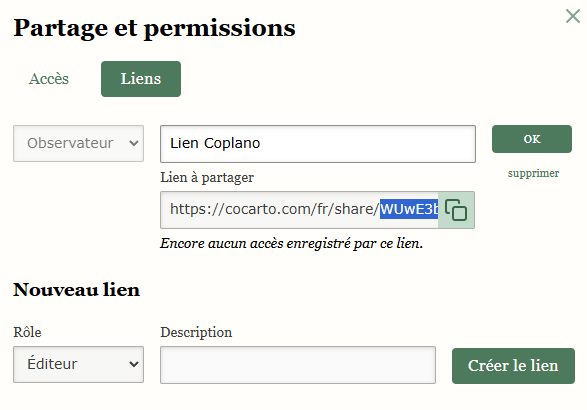 Partage et permissions
Accès Liens
Observateur Lien Coplano OK
Lien à partager supprimer
https://cocarto.com/fr/share/WUwE3
Encore aucun accès enregistré par ce lien.
Nouveau lien
Rôle Description
Éditeur Créer le lien